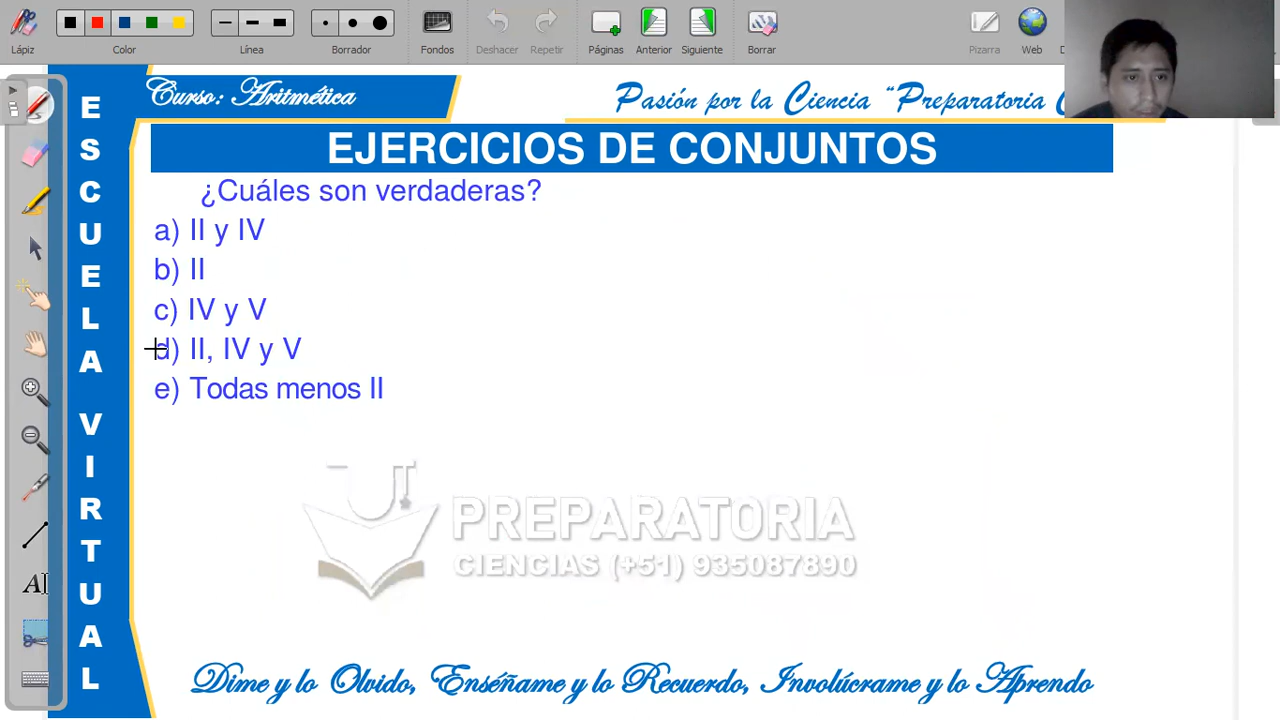 Lápiz
Color
Línea
Borrador
Fondos
Deshacer
Repetir
Páginas
Anterior
Siguiente
Borrar
Pizarra
Web
Curso: Aritmética
Pasión por la Ciencia “Preparatoria
EJERCICIOS DE CONJUNTOS
ESCUELA VIRTUAL
¿Cuáles son verdaderas?
a) II y IV
b) II
c) IV y V
d) II, IV y V
e) Todas menos II
PREPARATORIA
CIENCIAS (+51) 935087890
Dime y lo Olvido, Enséñame y lo Recuerdo, Involúcrame y lo Aprendo